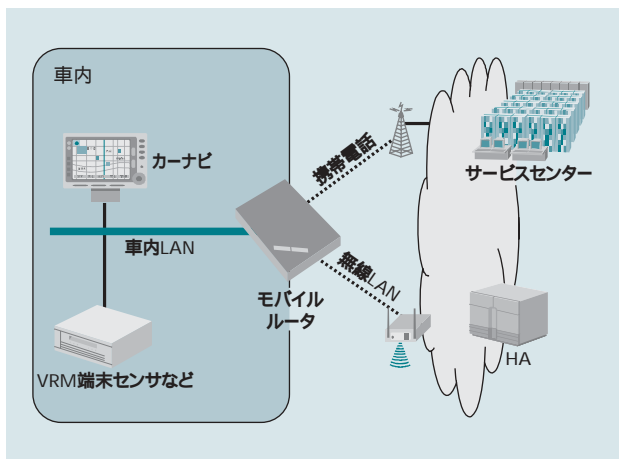 車内
カーナビ
車内LAN
VRM端末センサなど
モバイル
ルータ
携帯電話
無線LAN
サービスセンター
HA